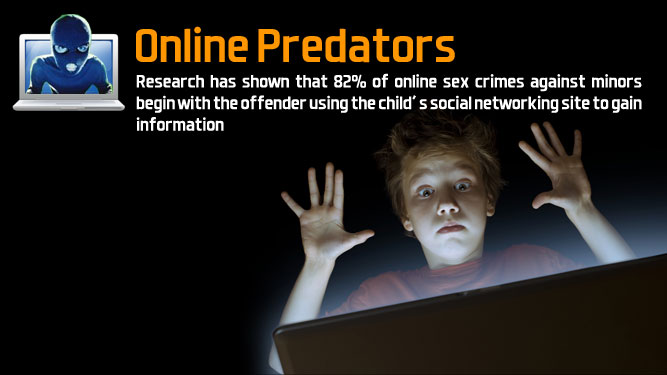 Online Predators
Research has shown that 82% of online sex crimes against minors
begin with the offender using the child's social networking site to gain
information